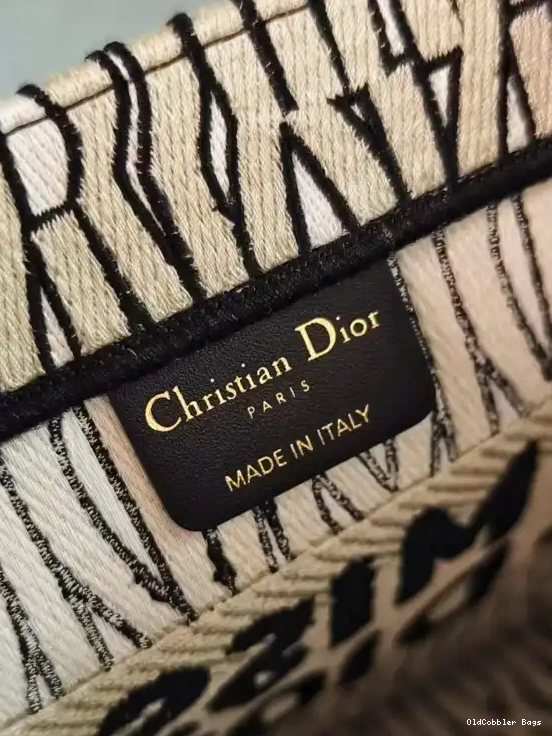 Christian Dior
PARIS
MADE IN ITALY
OldCobbler Bags